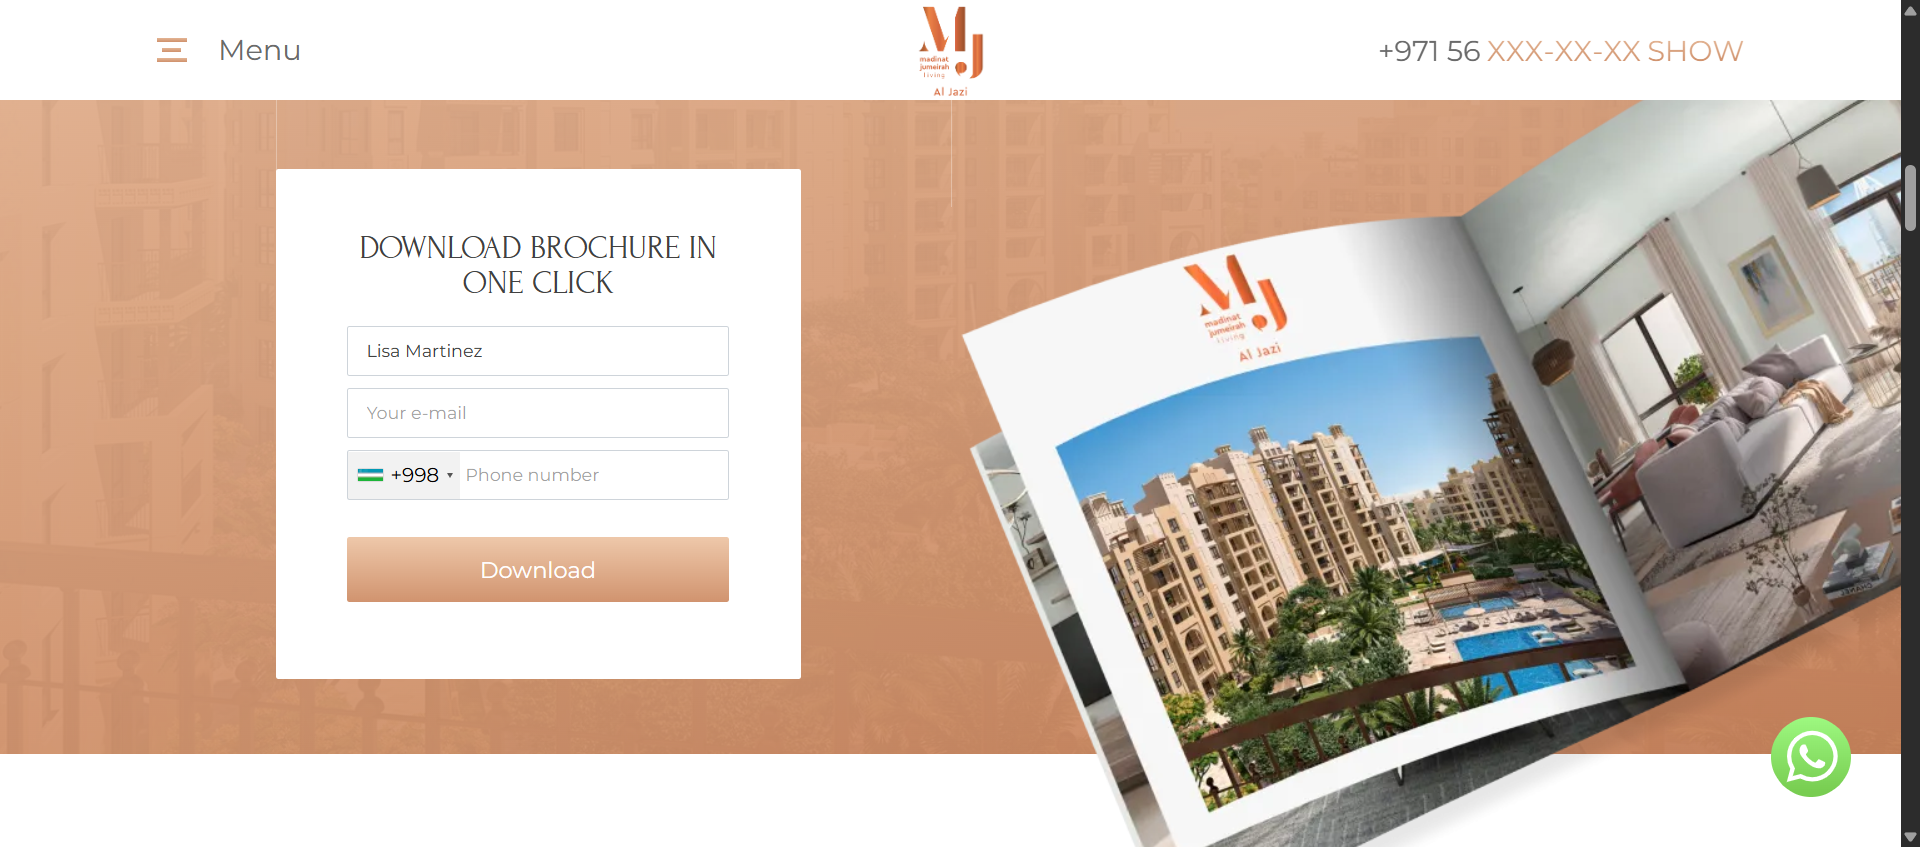 Menu
madinat
jumeirah
living
Al Jazi
+971 56 XXX-XX-XX SHOW
DOWNLOAD BROCHURE IN
ONE CLICK
Lisa Martinez
Your e-mail
+998
Phone number
Download
madinat
jumeirah
living
Al Jazi